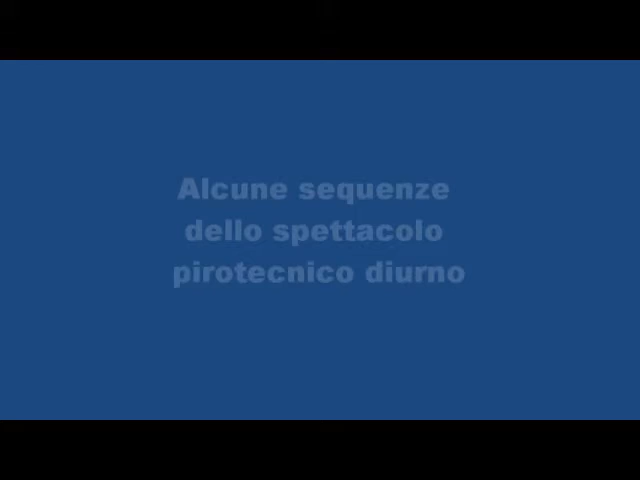 Alcune sequenze
dello spettacolo
pirotecnico diurno